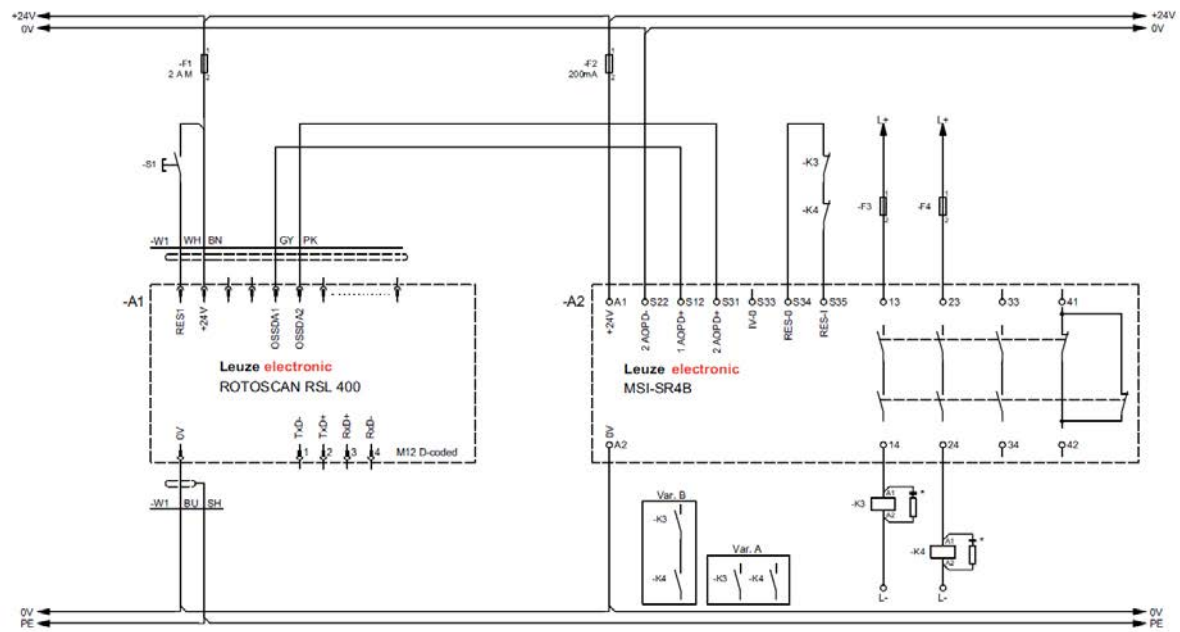 +24V +24V
0V 0V
-F1 1
2 A M 2
-F2 1
200mA 2
L+ L+
-S1
-K3
-K4
-F3 1 2
-F4 1 2
-W1 WH BN GY PK
-A1
RES1
+24V
OSSDA1
OSSDA2
Leuze electronic
ROTOSCAN RSL 400
0V
TxD-
TxD+
RxD+
RxD-
1 2 3 4 M12 D-coded
-W1 BU SH
-A2
A1 S22 S12 S31 S33 S34 S35 13 23 33 41
+24V
2 AOPD-
1 AOPD+
2 AOPD+
IV-0
RES-0
RES-I
Leuze electronic
MSI-SR4B
0V
A2 14 24 34 42
Var. B
-K3
-K4
Var. A
-K3 -K4
-K3 A1 *
A2
-K4 A1 *
A2
L- L-
0V 0V
PE PE